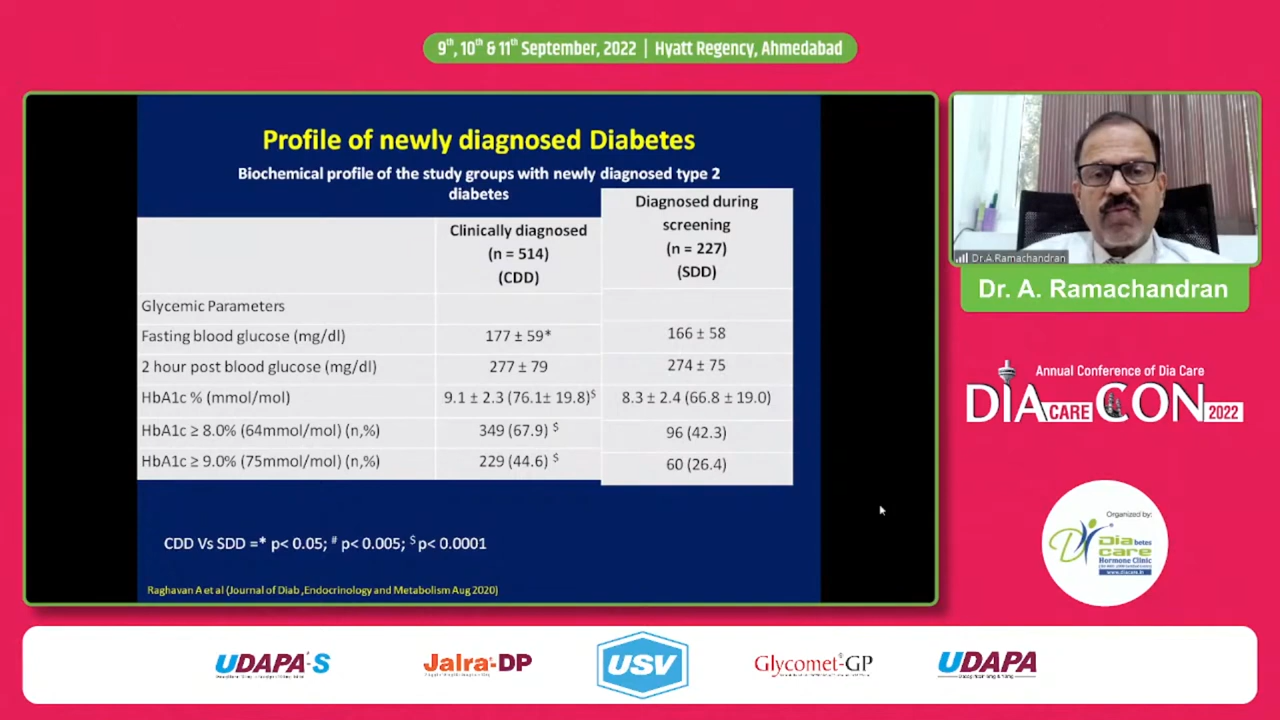 9th, 10th & 11th September, 2022 | Hyatt Regency, Ahmedabad
Profile of newly diagnosed Diabetes
Biochemical profile of the study groups with newly diagnosed type 2
diabetes
Clinically diagnosed
(n = 514)
(CDD)
Diagnosed during
screening
(n = 227)
(SDD)
Glycemic Parameters
Fasting blood glucose (mg/dl) 177 ± 59* 166 ± 58
2 hour post blood glucose (mg/dl) 277 ± 79 274 ± 75
HbA1c % (mmol/mol) 9.1 ± 2.3 (76.1± 19.8)$ 8.3 ± 2.4 (66.8 ± 19.0)
HbA1c ≥ 8.0% (64mmol/mol) (n,%) 349 (67.9) $ 96 (42.3)
HbA1c ≥ 9.0% (75mmol/mol) (n,%) 229 (44.6) $ 60 (26.4)
CDD Vs SDD =* p< 0.05; # p< 0.005; $ p< 0.0001
Raghavan A et al (Journal of Diab ,Endocrinology and Metabolism Aug 2020)
Dr.A.Ramachandran
Dr. A. Ramachandran
Annual Conference of Dia Care
DIA CARE CON 2022
Organized by:
Diabetes
care
Hormone Clinic
www.diacare.in
UDAPA-S
Jalra-DP
USV
Glycomet-GP
UDAPA